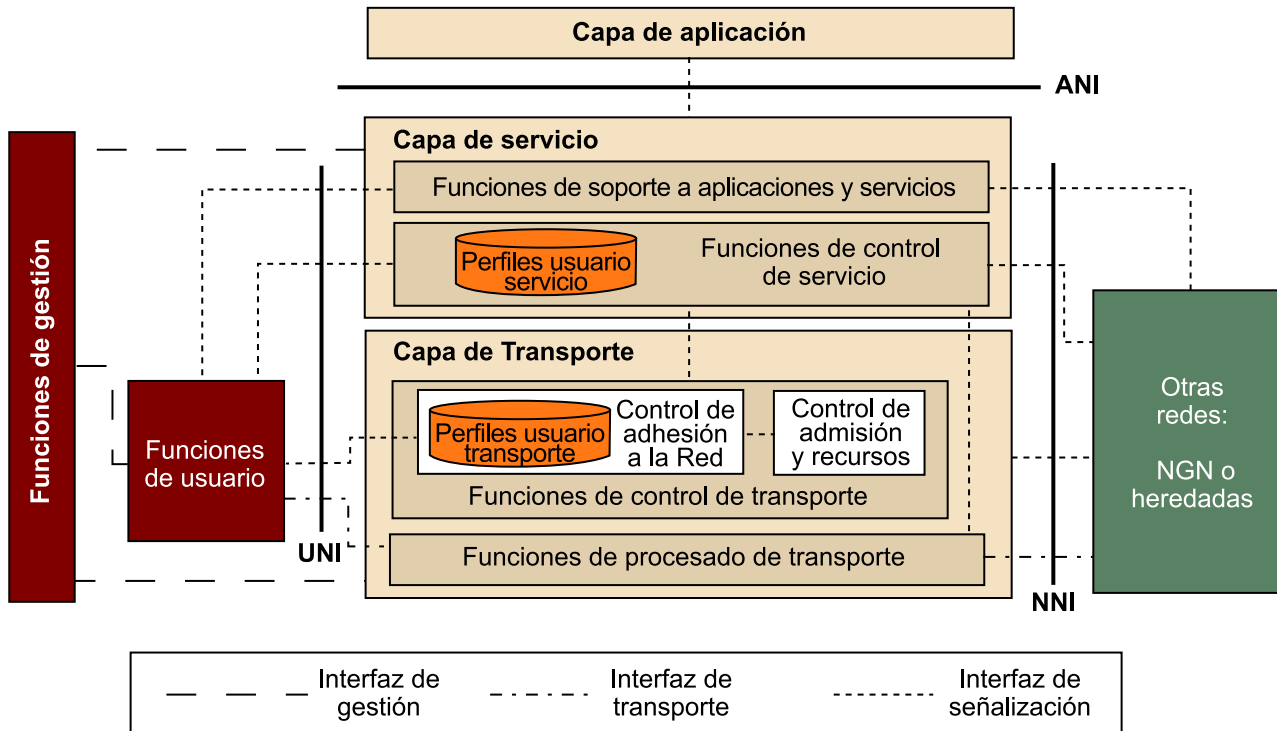 Capa de aplicación
ANI
Capa de servicio
Funciones de soporte a aplicaciones y servicios
Perfiles usuario
servicio
Funciones de control
de servicio
Funciones de gestión
Capa de Transporte
Perfiles usuario
transporte
Control de
adhesión
a la Red
Control de
admisión
y recursos
Funciones de control de transporte
Funciones
de usuario
Otras
redes:
NGN o
heredadas
UNI
Funciones de procesado de transporte
NNI
Interfaz de
gestión
Interfaz de
transporte
Interfaz de
señalización